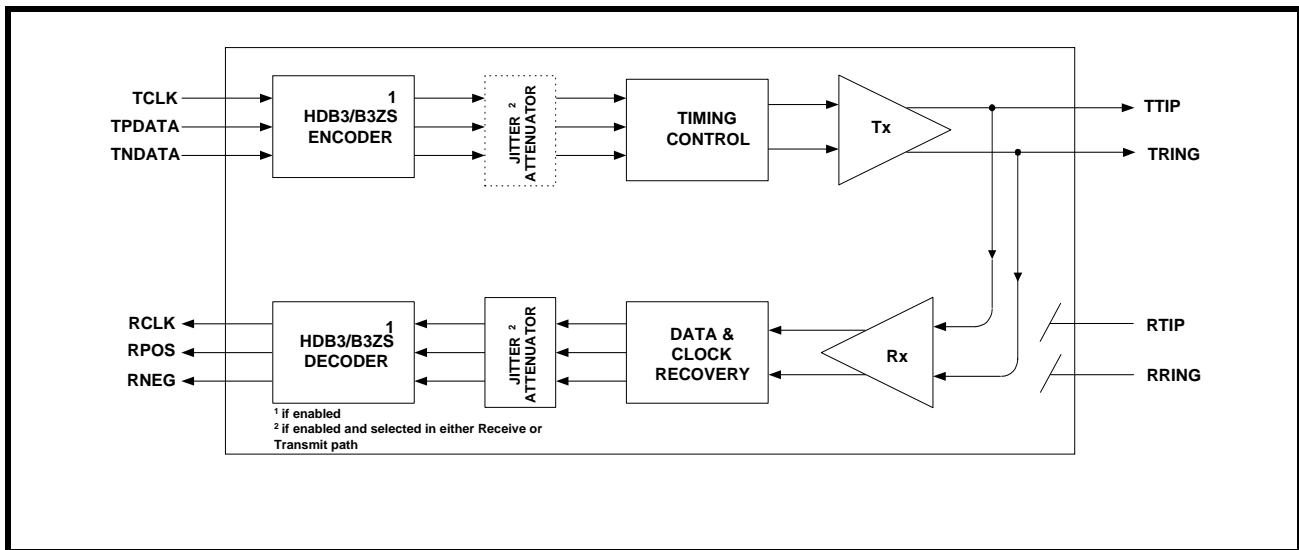 TCLK
TPDATA
TNDATA
1
HDB3/B3ZS
ENCODER
JITTER 2
ATTENUATOR
TIMING
CONTROL
Tx
TTIP
TRING
RCLK
RPOS
RNEG
1
HDB3/B3ZS
DECODER
JITTER 2
ATTENUATOR
DATA &
CLOCK
RECOVERY
Rx
RTIP
RRING
1 if enabled
2 if enabled and selected in either Receive or
Transmit path